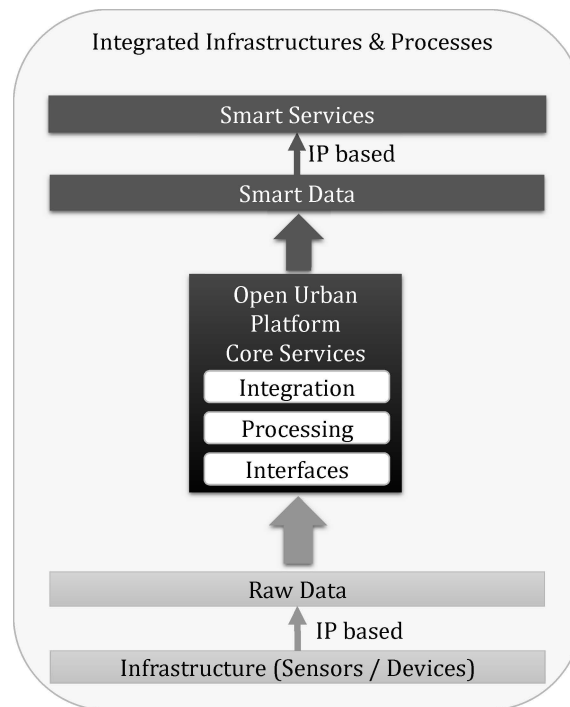 Integrated Infrastructures & Processes
Smart Services
IP based
Smart Data
Open Urban
Platform
Core Services
Integration
Processing
Interfaces
Raw Data
IP based
Infrastructure (Sensors / Devices)